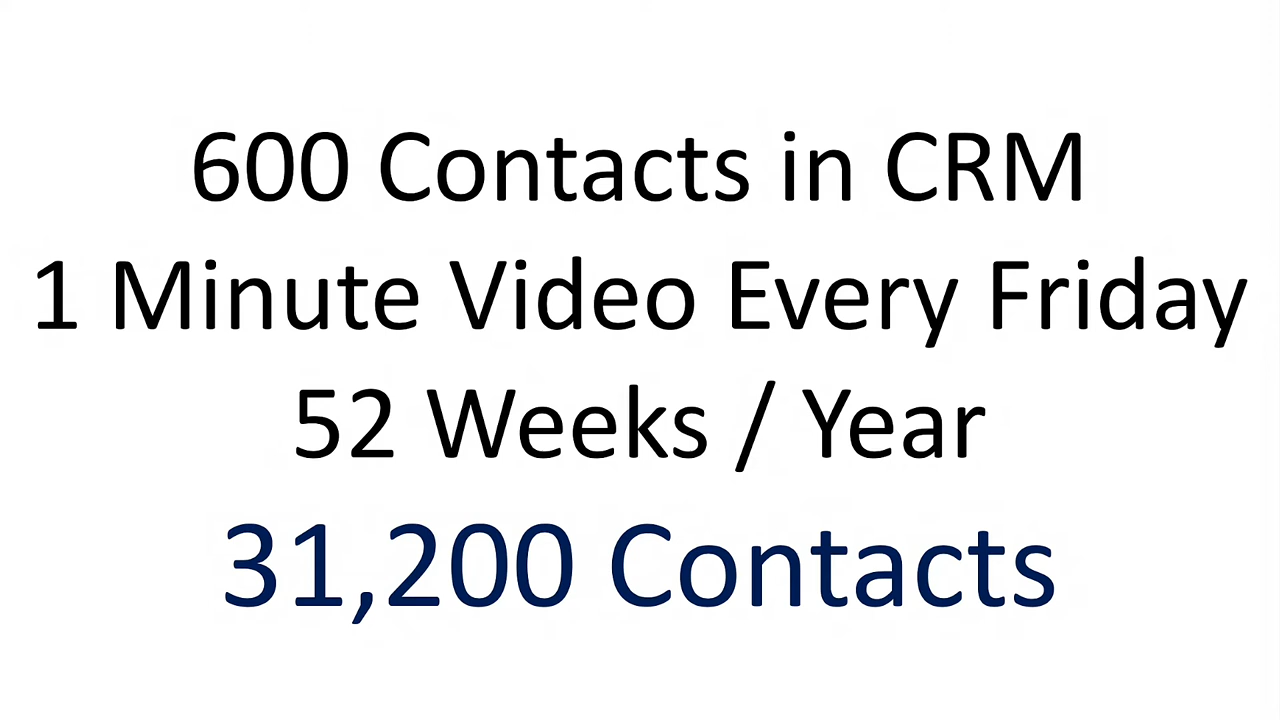 600 Contacts in CRM
1 Minute Video Every Friday
52 Weeks / Year
31,200 Contacts